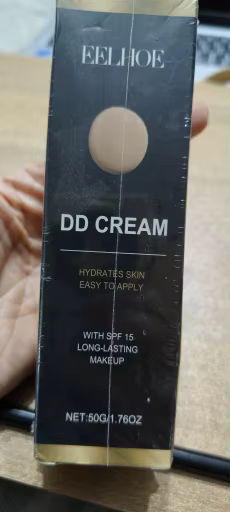 EELHOE
DD CREAM
HYDRATES SKIN
EASY TO APPLY
WITH SPF 15
LONG-LASTING
MAKEUP
NET:50G/1.76OZ